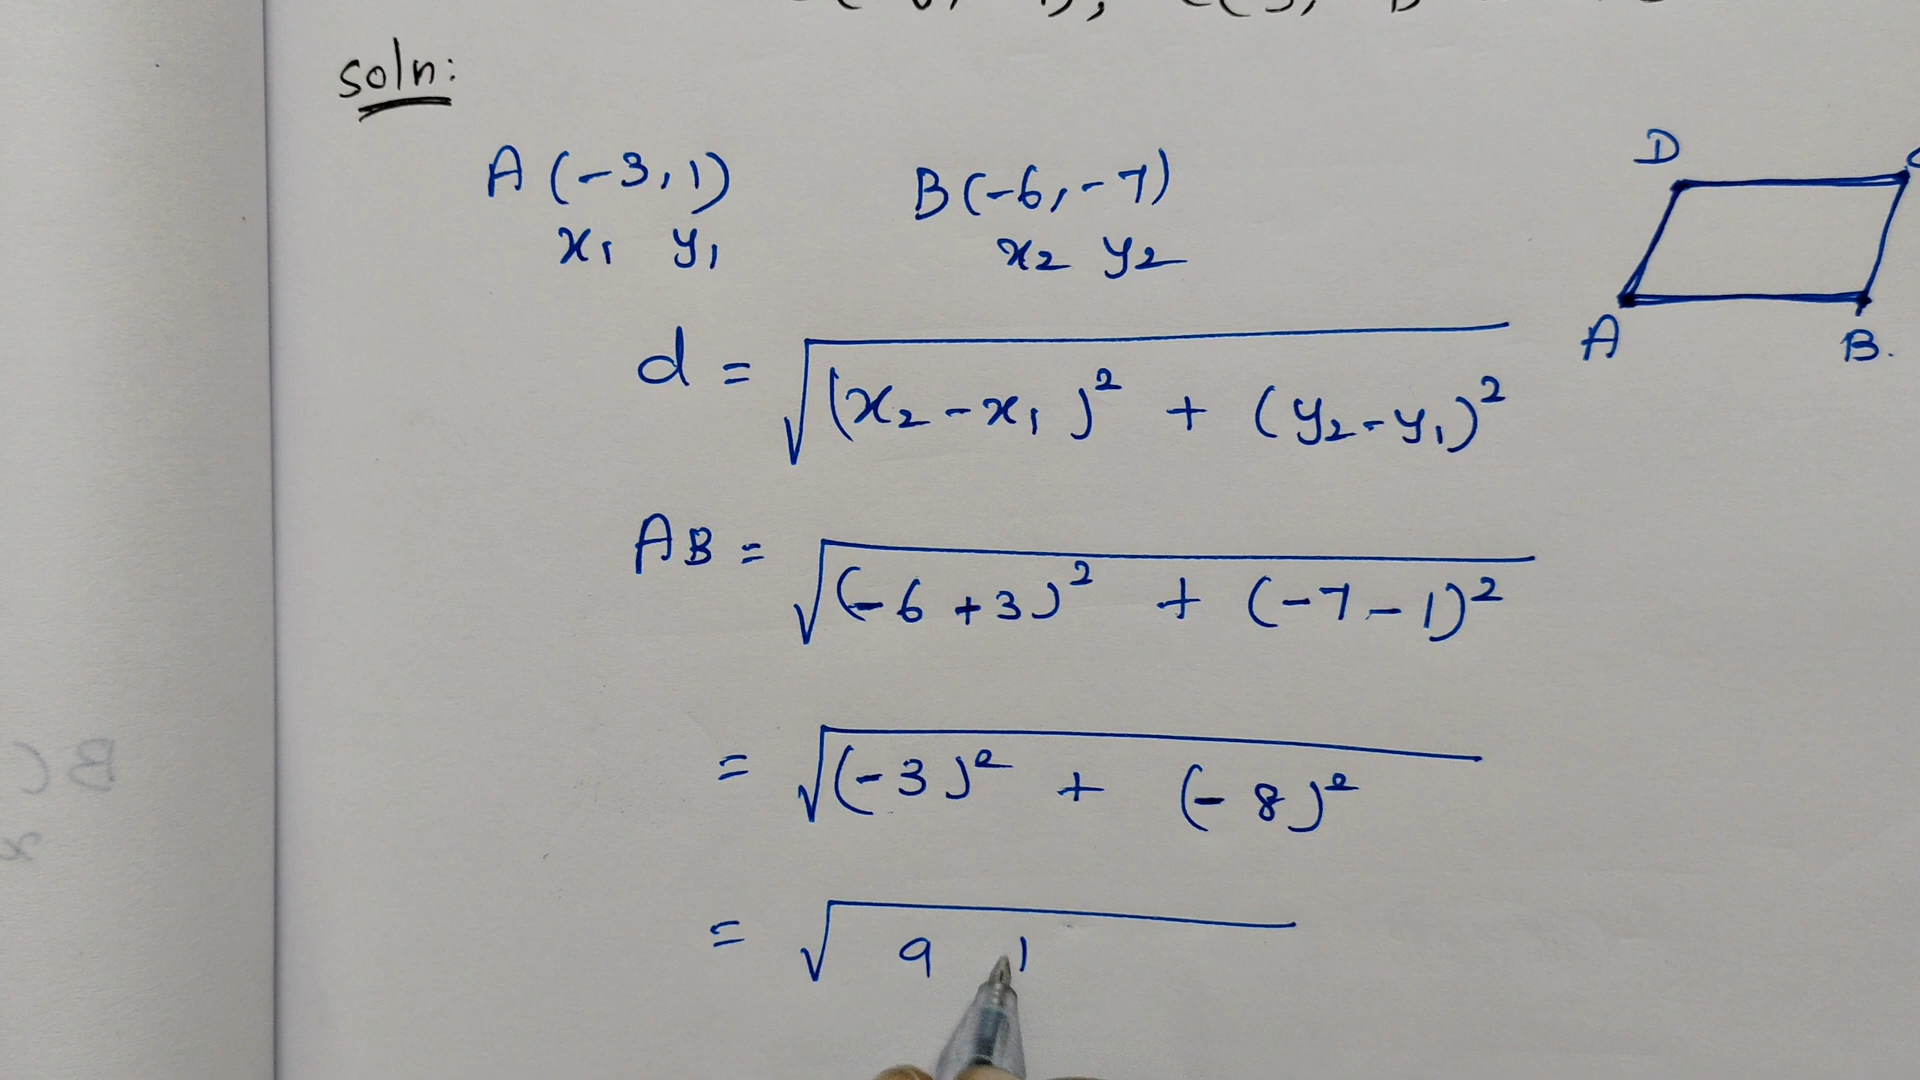 soln:
A (-3, 1) B (-6, -7)
x₁ y₁ x₂ y₂
D
A B.
d = √(x₂ - x₁)² + (y₂ - y₁)²
AB = √(-6 + 3)² + (-7 - 1)²
= √(-3)² + (-8)²
= √ 9